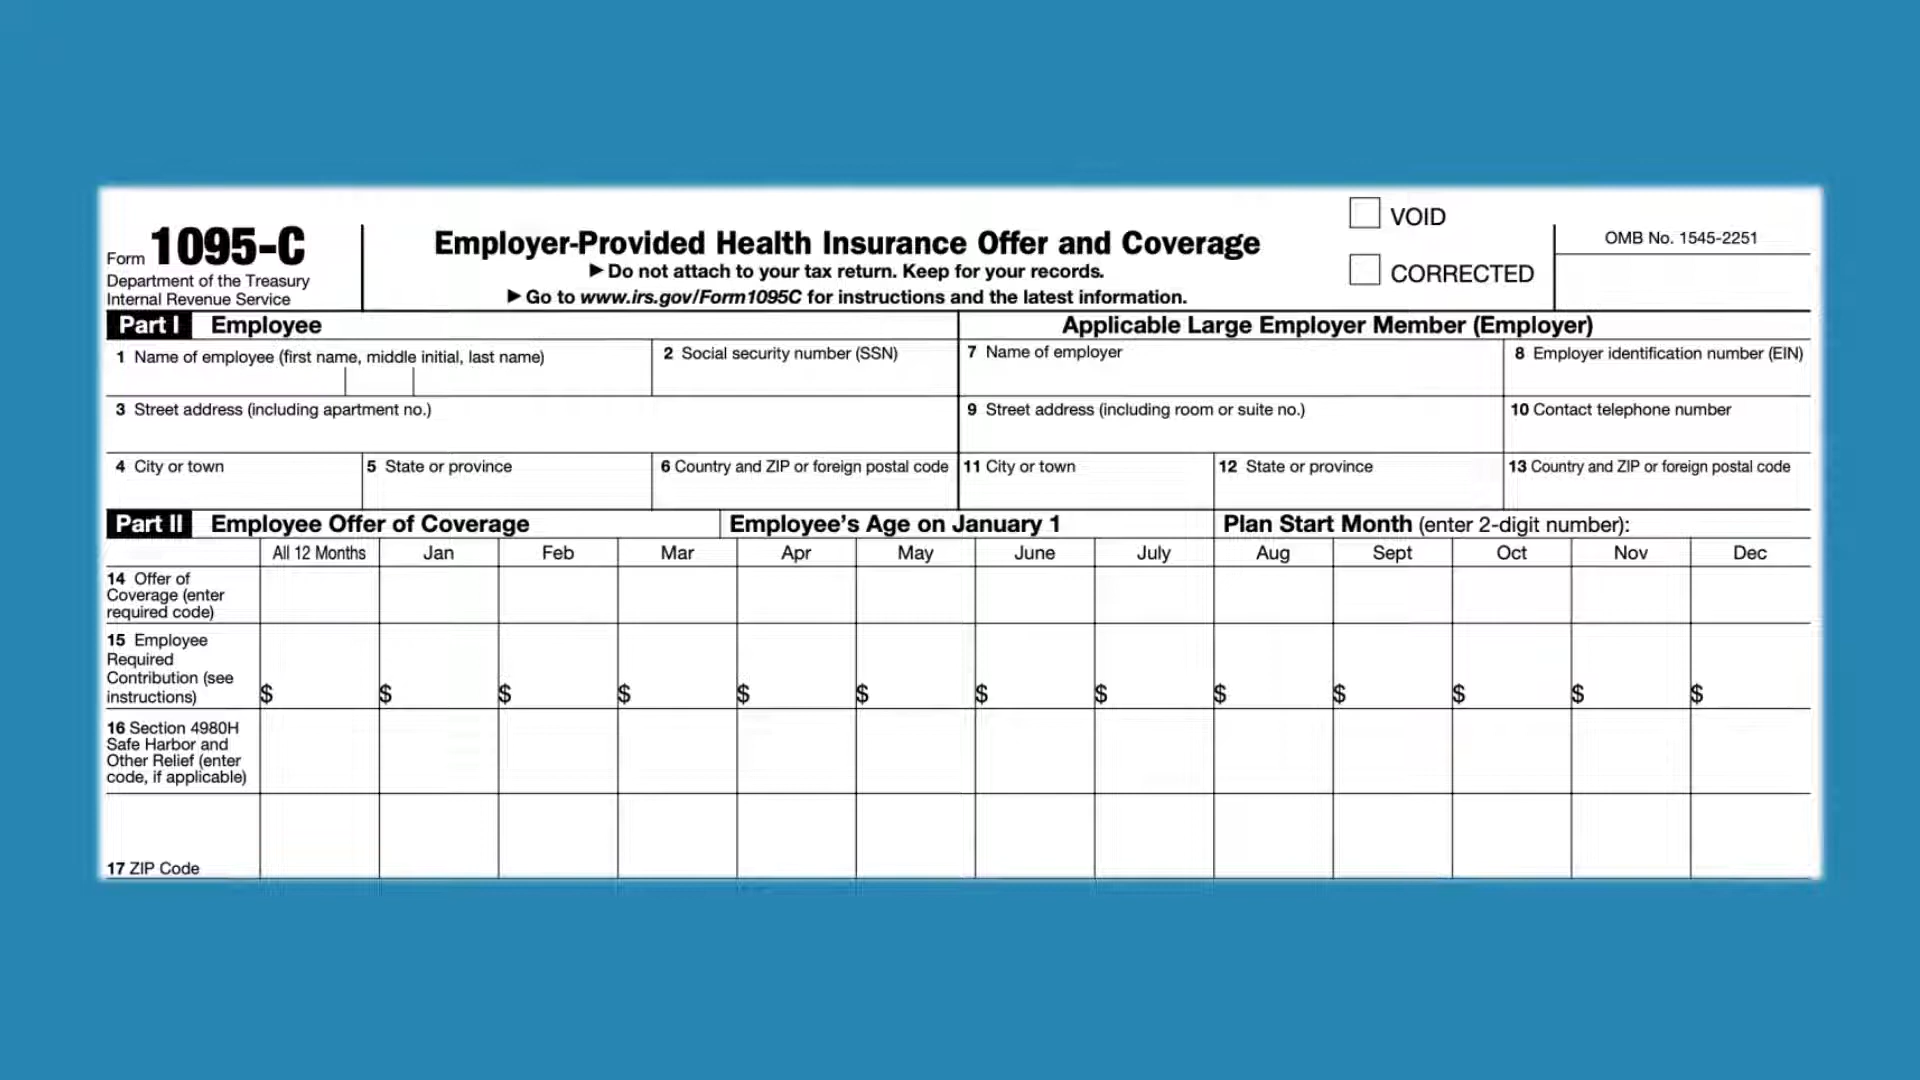 Form 1095-C
Department of the Treasury
Internal Revenue Service
Employer-Provided Health Insurance Offer and Coverage
▶ Do not attach to your tax return. Keep for your records.
▶ Go to www.irs.gov/Form1095C for instructions and the latest information.
VOID
CORRECTED
OMB No. 1545-2251
Part I Employee
Applicable Large Employer Member (Employer)
1 Name of employee (first name, middle initial, last name)
2 Social security number (SSN)
7 Name of employer
8 Employer identification number (EIN)
3 Street address (including apartment no.)
9 Street address (including room or suite no.)
10 Contact telephone number
4 City or town
5 State or province
6 Country and ZIP or foreign postal code
11 City or town
12 State or province
13 Country and ZIP or foreign postal code
Part II Employee Offer of Coverage
Employee's Age on January 1
Plan Start Month (enter 2-digit number):
All 12 Months Jan Feb Mar Apr May June July Aug Sept Oct Nov Dec
14 Offer of
Coverage (enter
required code)
15 Employee
Required
Contribution (see
instructions) $ $ $ $ $ $ $ $ $ $ $ $ $
16 Section 4980H
Safe Harbor and
Other Relief (enter
code, if applicable)
17 ZIP Code